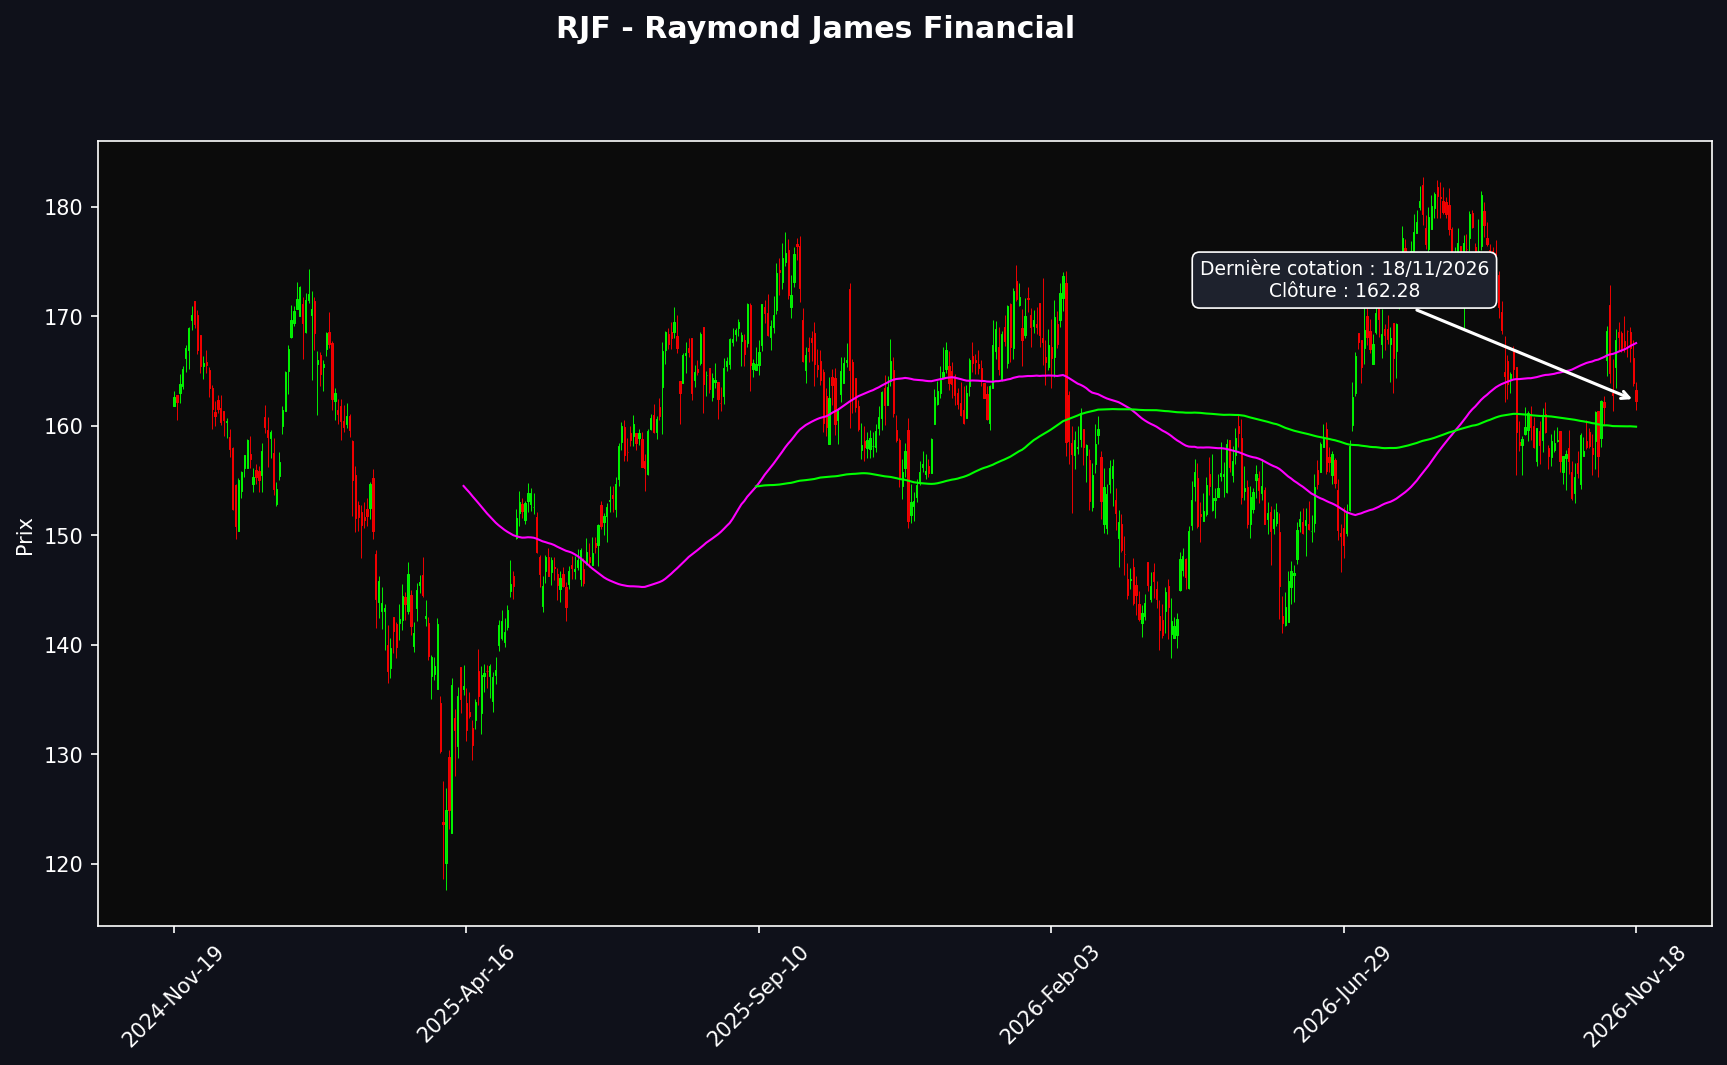 RJF - Raymond James Financial
Prix
180
170
160
150
140
130
120
Dernière cotation : 18/11/2026
Clôture : 162.28
2024-Nov-19
2025-Apr-16
2025-Sep-10
2026-Feb-03
2026-Jun-29
2026-Nov-18